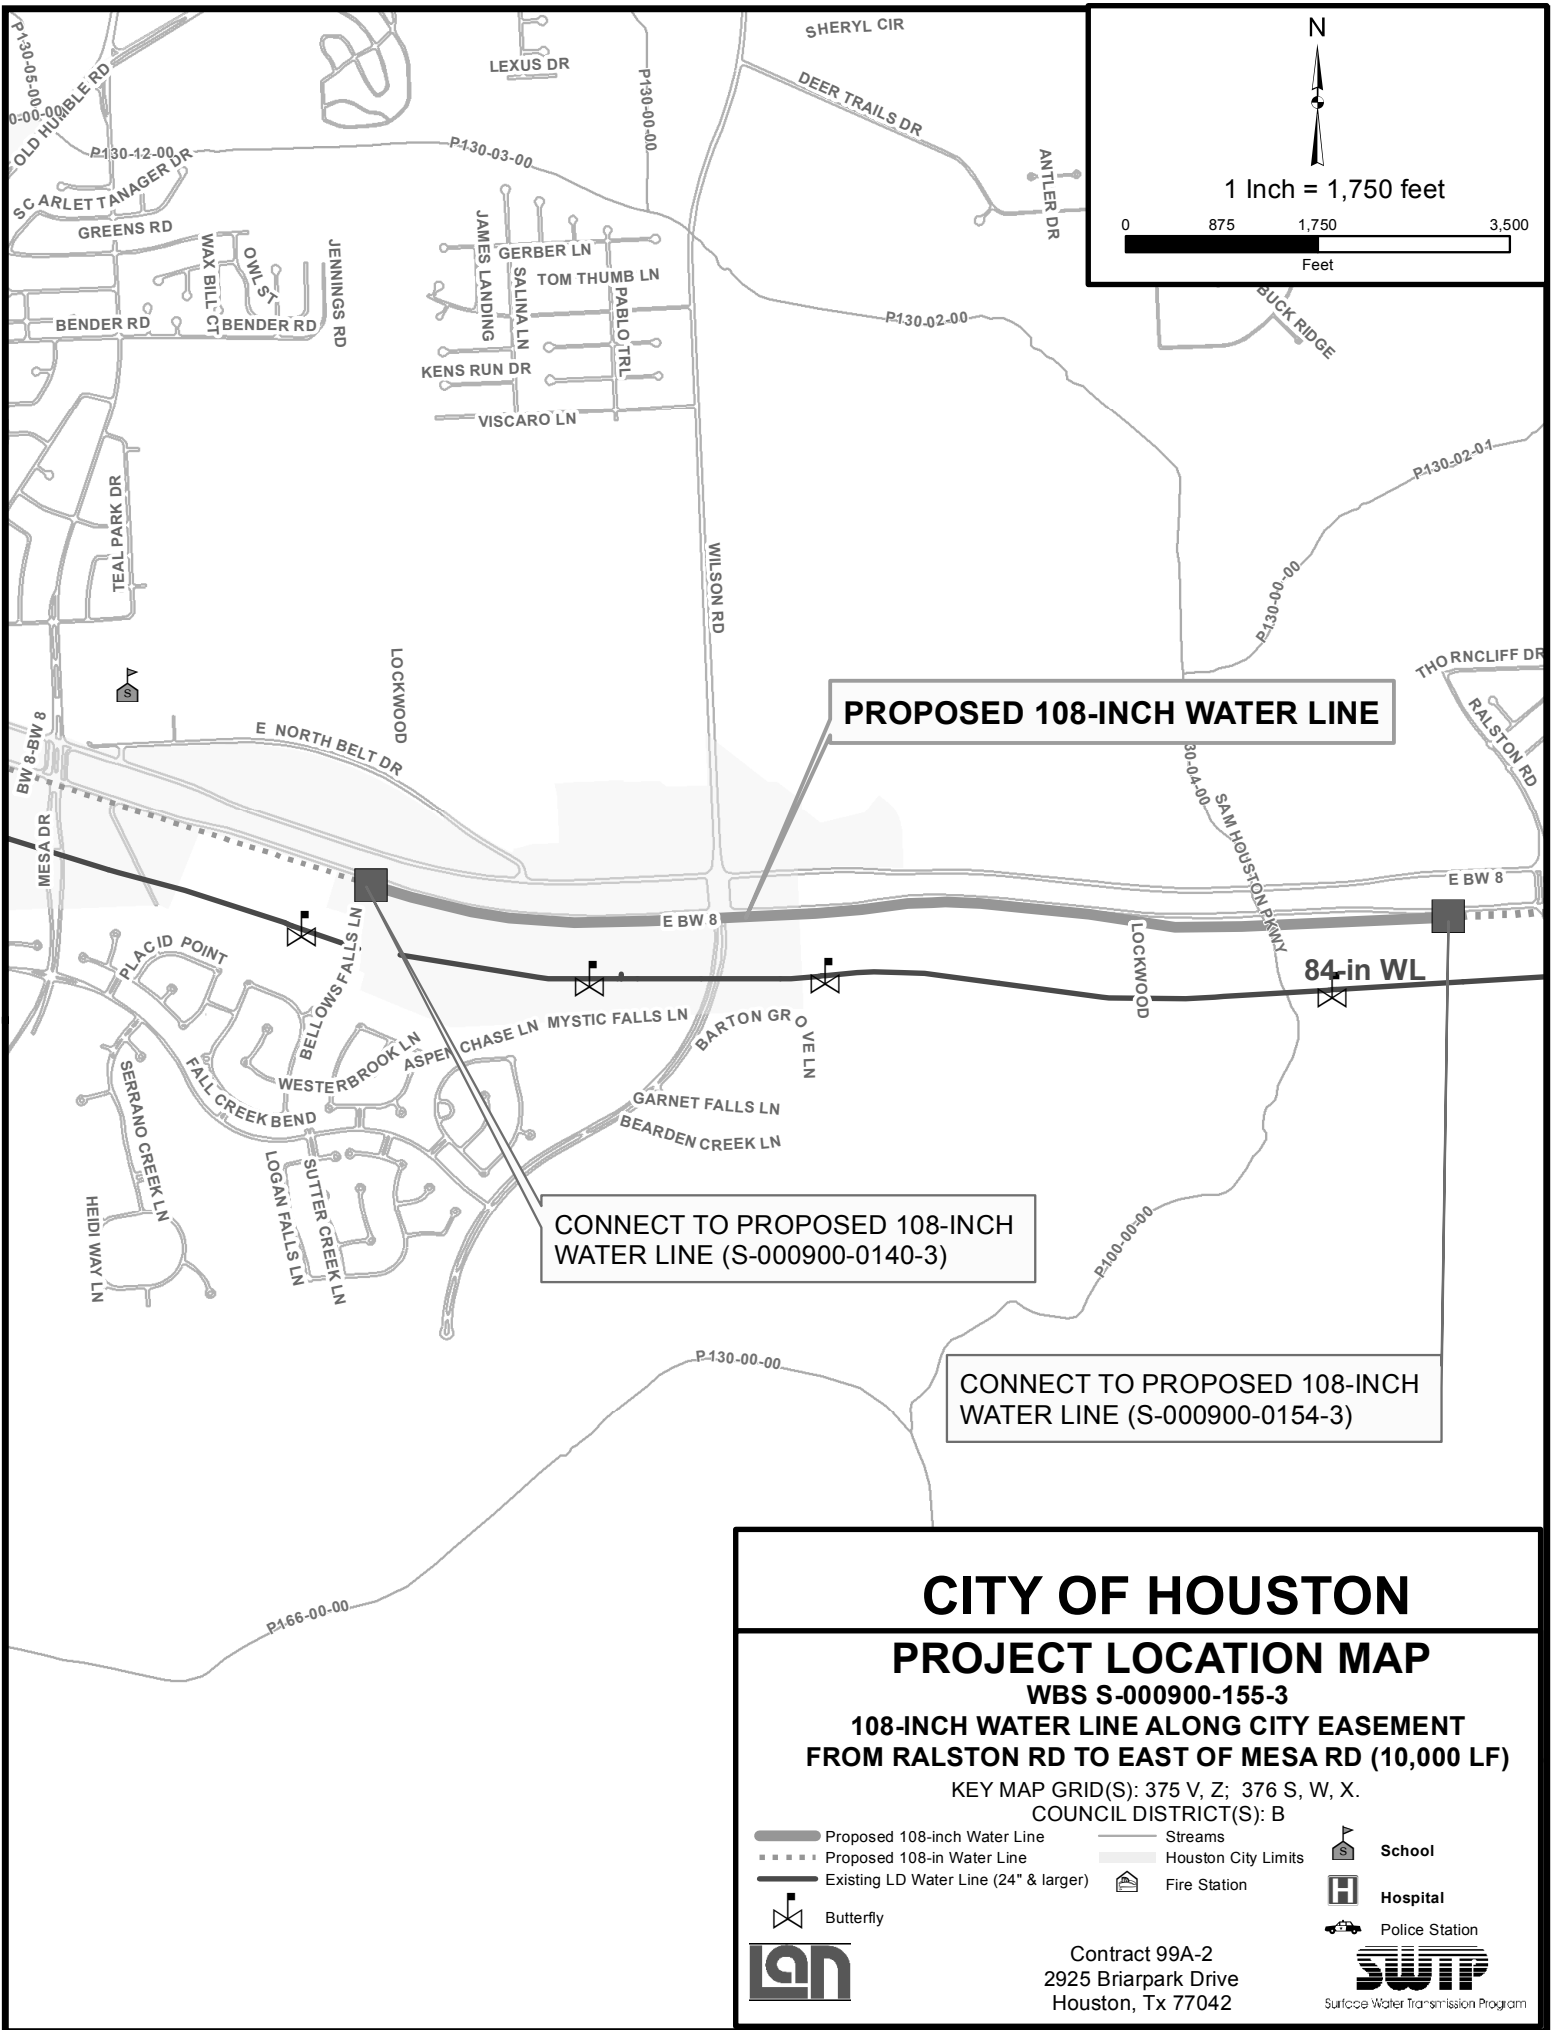 P130-05-00
0-00-00
OLD HUMBLE RD
P130-12-00
SCARLET TANAGER DR
GREENS RD
WAX BILL CT
OWL ST
JENNINGS RD
BENDER RD
BENDER RD
LEXUS DR
P130-00-00
P130-03-00
SHERYL CIR
DEER TRAILS DR
ANTLER DR
JAMES LANDING
GERBER LN
SALINA LN
TOM THUMB LN
PABLO TRL
KENS RUN DR
VISCARO LN
P130-02-00
N
1 Inch = 1,750 feet
0 875 1,750 3,500
Feet
BUCK RIDGE
P130-02-01
P130-00-00
TEAL PARK DR
WILSON RD
S
LOCKWOOD
E NORTH BELT DR
BW 8-BW 8
MESA DR
THORNCLIFF DR
RALSTON RD
PROPOSED 108-INCH WATER LINE
30-04-00
SAM HOUSTON PKWY
E BW 8
E BW 8
LOCKWOOD
84-in WL
PLACID POINT
BELLOWS FALLS LN
WESTERBROOK LN
ASPEN CHASE LN
MYSTIC FALLS LN
BARTON GROVE LN
FALL CREEK BEND
SERRANO CREEK LN
HEIDI WAY LN
LOGAN FALLS LN
SUTTER CREEK LN
GARNET FALLS LN
BEARDEN CREEK LN
CONNECT TO PROPOSED 108-INCH
WATER LINE (S-000900-0140-3)
P100-00-00
P130-00-00
CONNECT TO PROPOSED 108-INCH
WATER LINE (S-000900-0154-3)
P166-00-00
CITY OF HOUSTON
PROJECT LOCATION MAP
WBS S-000900-155-3
108-INCH WATER LINE ALONG CITY EASEMENT
FROM RALSTON RD TO EAST OF MESA RD (10,000 LF)
KEY MAP GRID(S): 375 V, Z; 376 S, W, X.
COUNCIL DISTRICT(S): B
Proposed 108-inch Water Line
Proposed 108-in Water Line
Existing LD Water Line (24" & larger)
Butterfly
Streams
Houston City Limits
Fire Station
S
School
H
Hospital
Police Station
Lan
Contract 99A-2
2925 Briarpark Drive
Houston, Tx 77042
SWTP
Surface Water Transmission Program